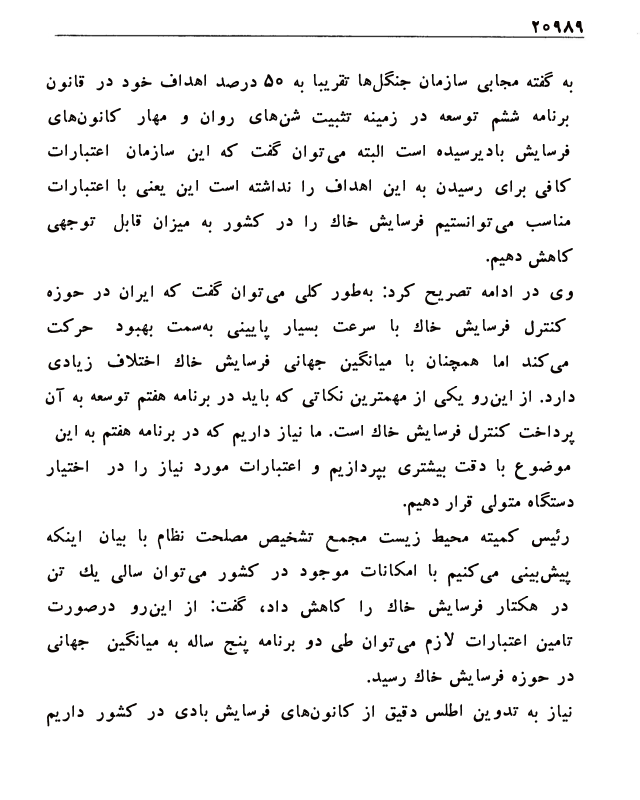 ۲۰۹۸۹
به گفته مجابی سازمان جنگل‌ها تقریبا به ۵۰ درصد اهداف خود در قانون
برنامه ششم توسعه در زمینه تثبیت شن‌های روان و مهار کانون‌های
فرسایش بادیرسیده است البته می‌توان گفت که این سازمان اعتبارات
کافی برای رسیدن به این اهداف را نداشته است این یعنی با اعتبارات
مناسب می‌توانستیم فرسایش خاك را در کشور به میزان قابل توجهی
کاهش دهیم.
وی در ادامه تصریح کرد: به‌طور کلی می‌توان گفت که ایران در حوزه
کنترل فرسایش خاك با سرعت بسیار پایینی به‌سمت بهبود حرکت
می‌کند اما همچنان با میانگین جهانی فرسایش خاك اختلاف زیادی
دارد. از این‌رو یکی از مهمترین نکاتی که باید در برنامه هفتم توسعه به آن
پرداخت کنترل فرسایش خاك است. ما نیاز داریم که در برنامه هفتم به این
موضوع با دقت بیشتری بپردازیم و اعتبارات مورد نیاز را در اختیار
دستگاه متولی قرار دهیم.
رئیس کمیته محیط زیست مجمع تشخیص مصلحت نظام با بیان اینکه
پیش‌بینی می‌کنیم با امکانات موجود در کشور می‌توان سالی یك تن
در هکتار فرسایش خاك را کاهش داد، گفت: از این‌رو درصورت
تامین اعتبارات لازم می‌توان طی دو برنامه پنج ساله به میانگین جهانی
در حوزه فرسایش خاك رسید.
نیاز به تدوین اطلس دقیق از کانون‌های فرسایش بادی در کشور داریم